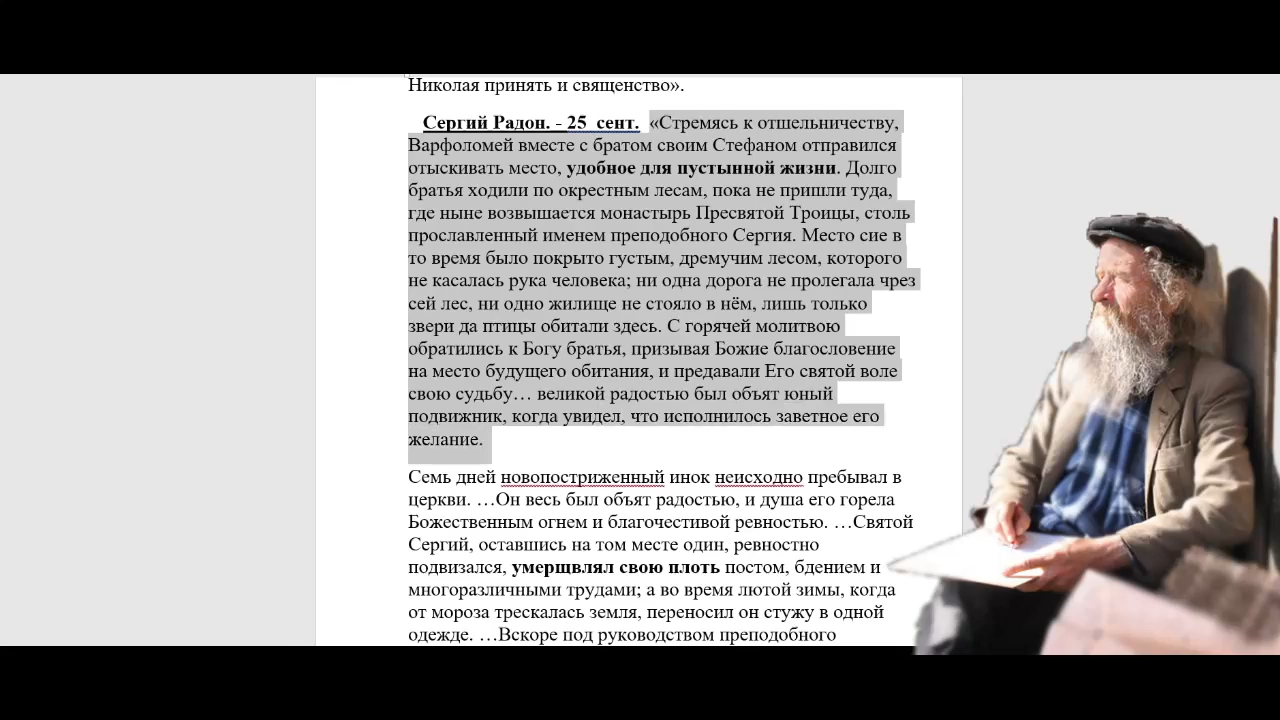 Николая принять и священство».
Сергий Радон. - 25 сент. «Стремясь к отшельничеству,
Варфоломей вместе с братом своим Стефаном отправился
отыскивать место, удобное для пустынной жизни. Долго
братья ходили по окрестным лесам, пока не пришли туда,
где ныне возвышается монастырь Пресвятой Троицы, столь
прославленный именем преподобного Сергия. Место сие в
то время было покрыто густым, дремучим лесом, которого
не касалась рука человека; ни одна дорога не пролегала чрез
сей лес, ни одно жилище не стояло в нём, лишь только
звери да птицы обитали здесь. С горячей молитвою
обратились к Богу братья, призывая Божие благословение
на место будущего обитания, и предавали Его святой воле
свою судьбу… великой радостью был объят юный
подвижник, когда увидел, что исполнилось заветное его
желание.
Семь дней новопостриженный инок неисходно пребывал в
церкви. …Он весь был объят радостью, и душа его горела
Божественным огнем и благочестивой ревностью. …Святой
Сергий, оставшись на том месте один, ревностно
подвизался, умерщвлял свою плоть постом, бдением и
многоразличными трудами; а во время лютой зимы, когда
от мороза трескалась земля, переносил он стужу в одной
одежде. …Вскоре под руководством преподобного